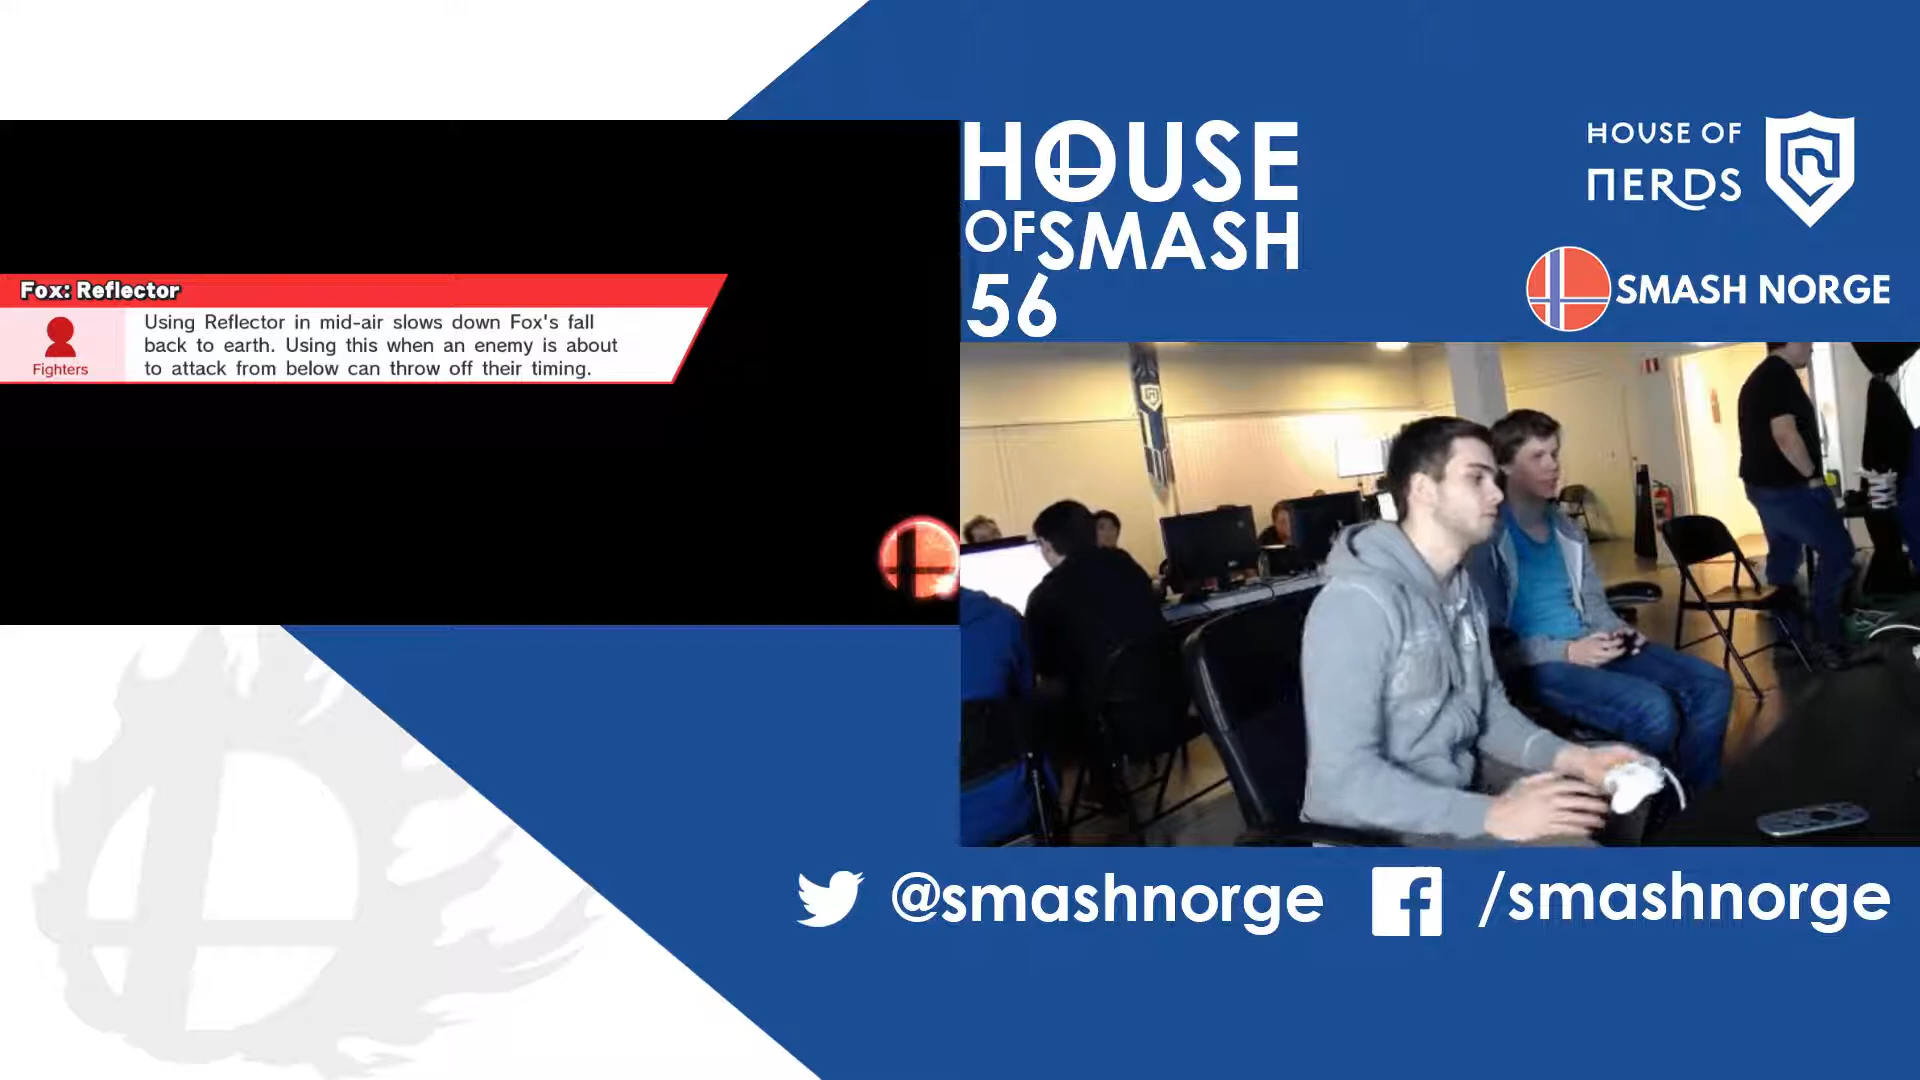 Fox: Reflector
Fighters
Using Reflector in mid-air slows down Fox's fall
back to earth. Using this when an enemy is about
to attack from below can throw off their timing.
HOUSE
OF SMASH
56
HOUSE OF
NERDS
SMASH NORGE
@smashnorge
/smashnorge